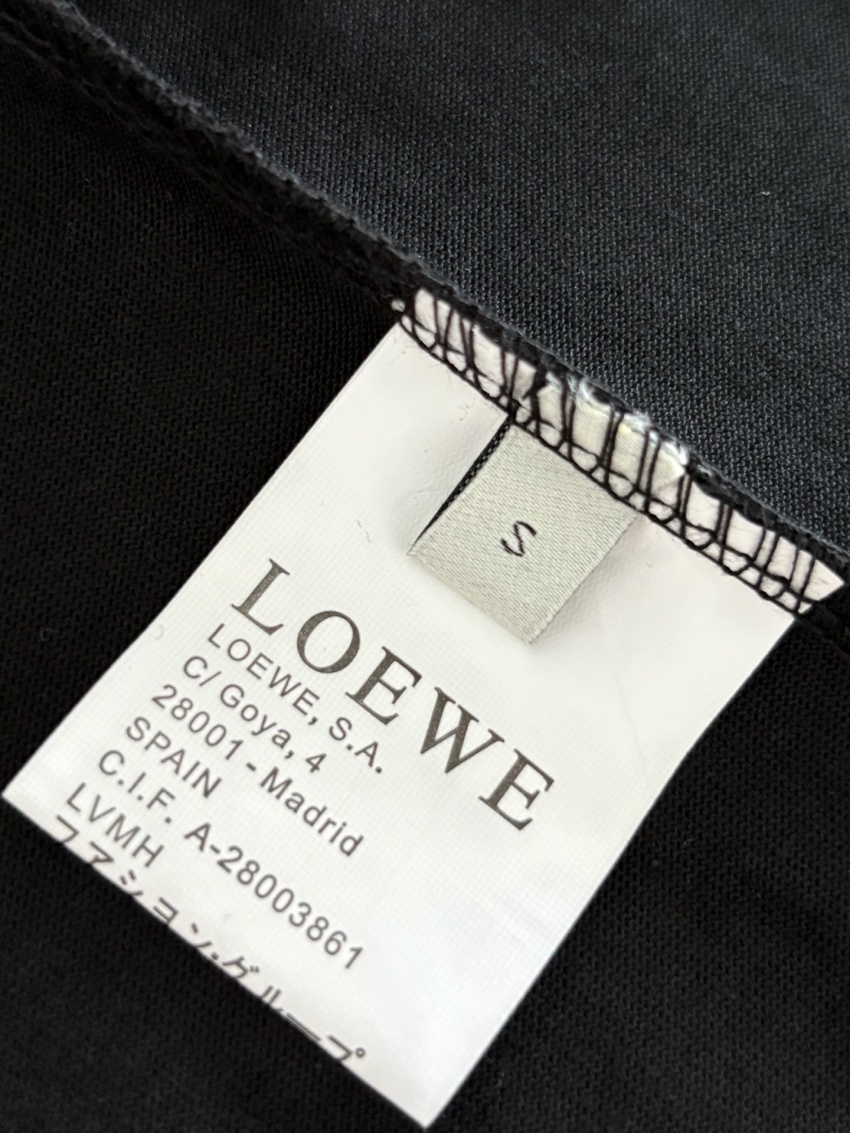 S
LOEWE
LOEWE, S.A.
C/ Goya, 4
28001 - Madrid
SPAIN
C.I.F. A-28003861
LVMH
ファション·グループ